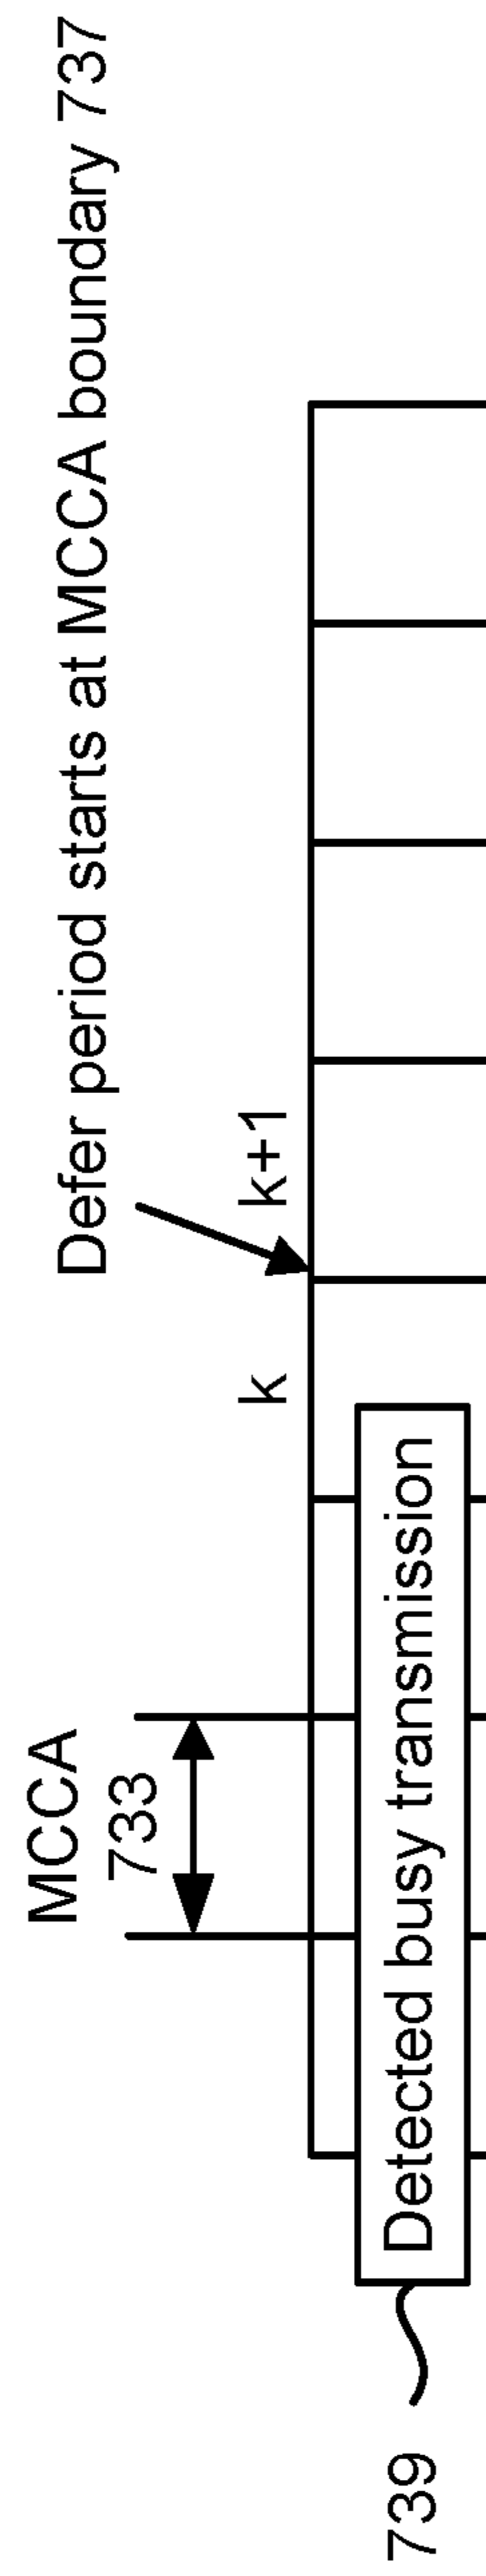 Defer period starts at MCCA boundary 737
MCCA
733
k
k+1
Detected busy transmission
739